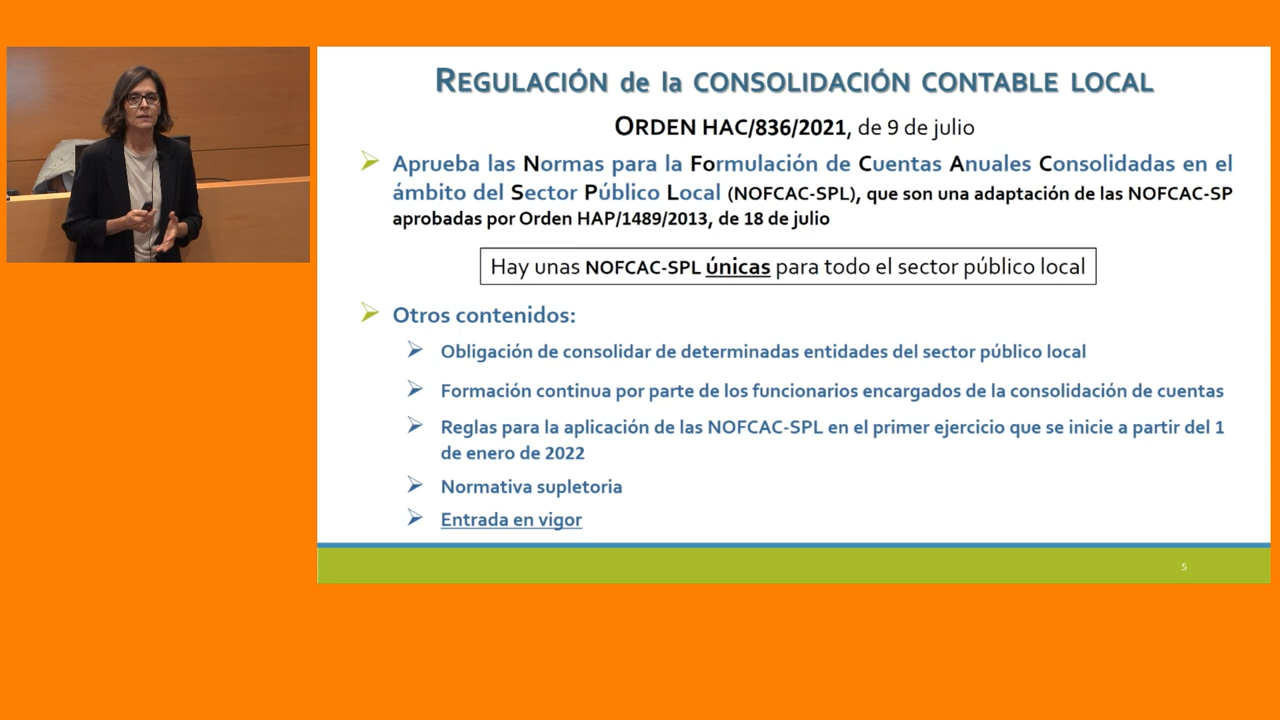 REGULACIÓN de la CONSOLIDACIÓN CONTABLE LOCAL
ORDEN HAC/836/2021, de 9 de julio
Aprueba las Normas para la Formulación de Cuentas Anuales Consolidadas en el
ámbito del Sector Público Local (NOFCAC-SPL), que son una adaptación de las NOFCAC-SP
aprobadas por Orden HAP/1489/2013, de 18 de julio
Hay unas NOFCAC-SPL únicas para todo el sector público local
Otros contenidos:
Obligación de consolidar de determinadas entidades del sector público local
Formación continua por parte de los funcionarios encargados de la consolidación de cuentas
Reglas para la aplicación de las NOFCAC-SPL en el primer ejercicio que se inicie a partir del 1
de enero de 2022
Normativa supletoria
Entrada en vigor
5